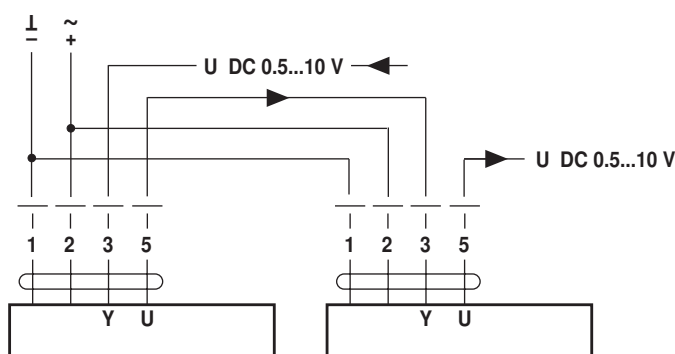 ⊥ ~
– +
U DC 0.5...10 V
U DC 0.5...10 V
1 2 3 5 1 2 3 5
Y U Y U